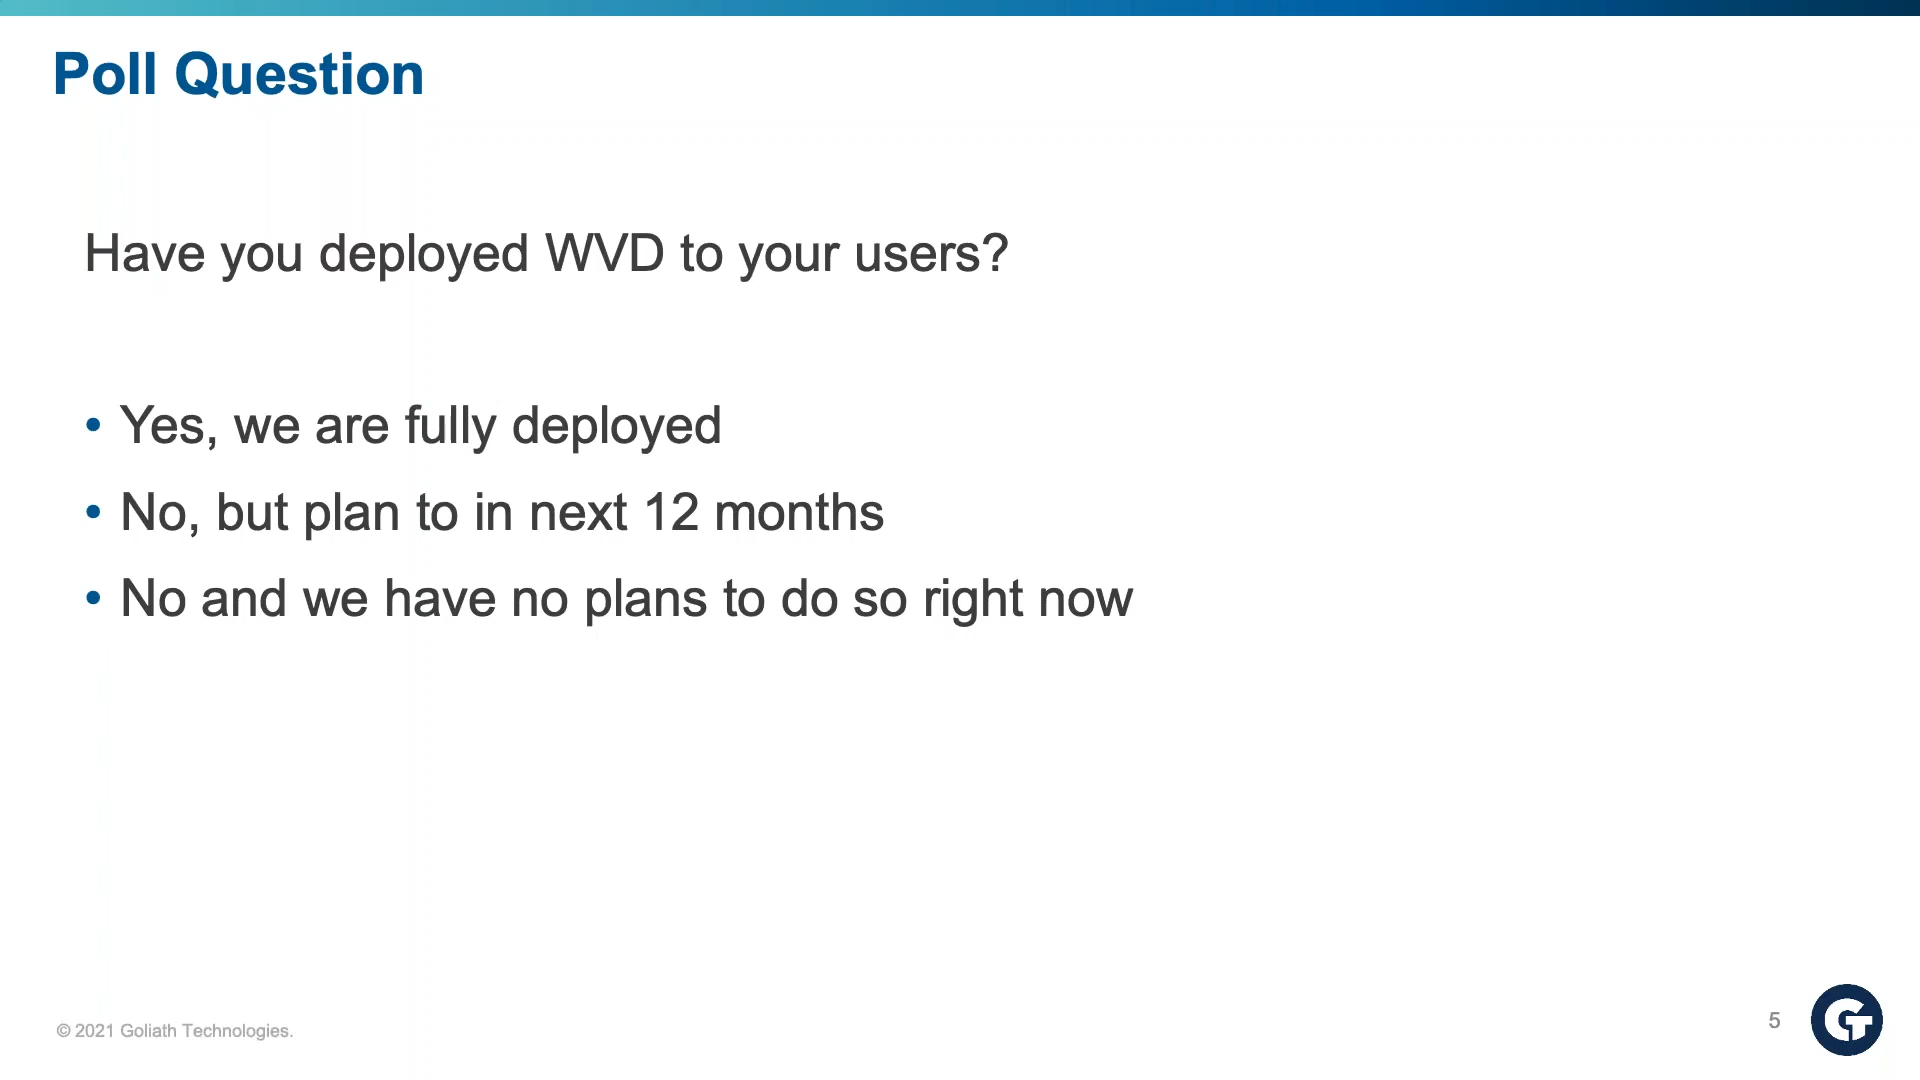 Poll Question
Have you deployed WVD to your users?
• Yes, we are fully deployed
• No, but plan to in next 12 months
• No and we have no plans to do so right now
© 2021 Goliath Technologies.
5
GT